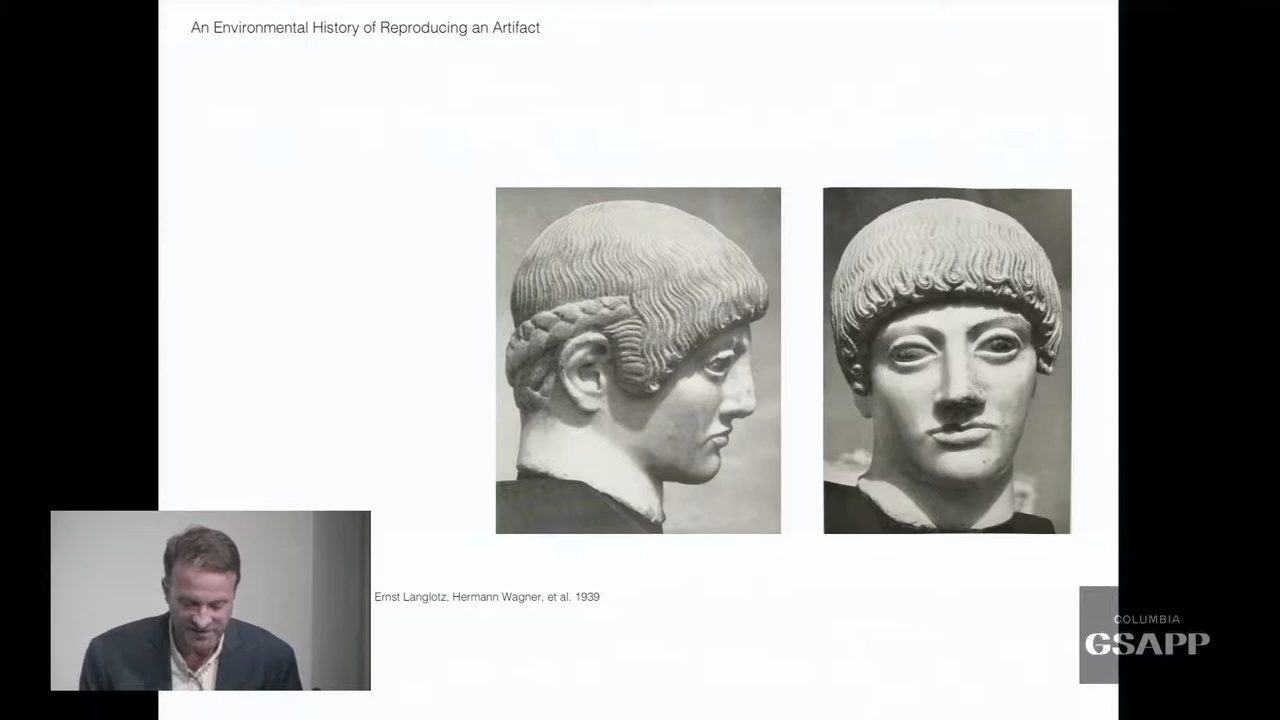 An Environmental History of Reproducing an Artifact
Ernst Langlotz, Hermann Wagner, et al. 1939
COLUMBIA
GSAPP